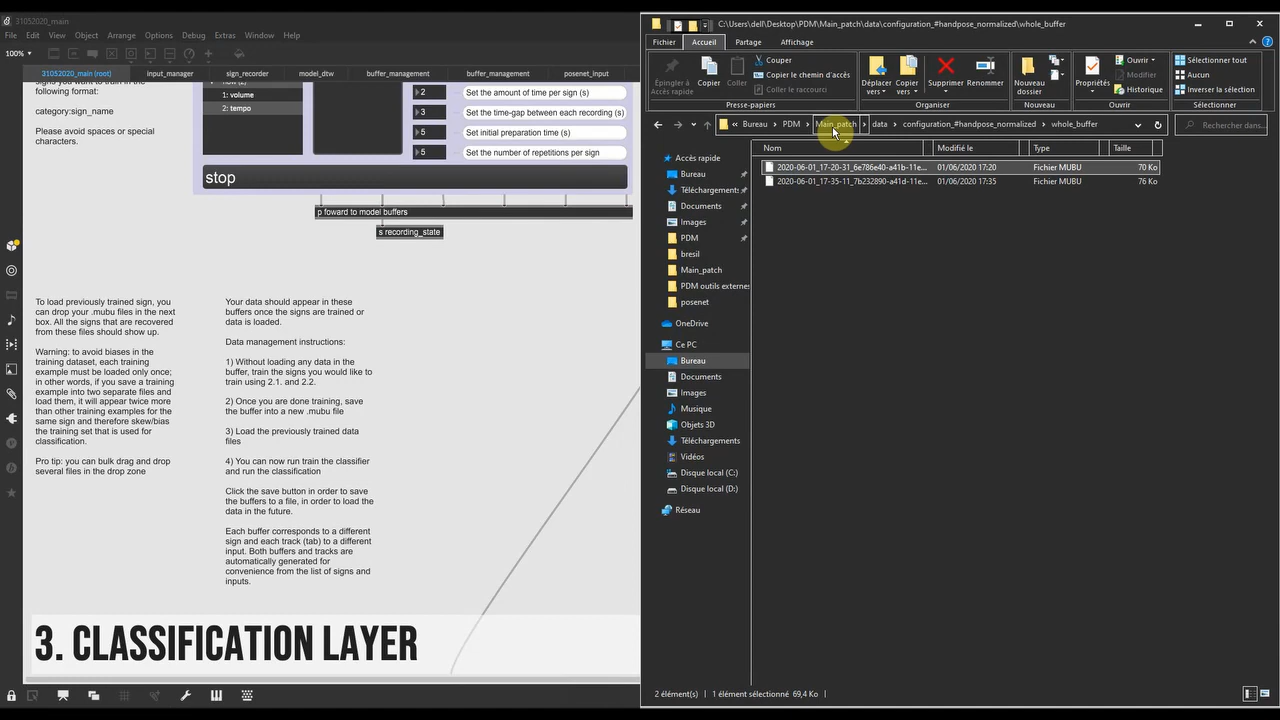 31052020_main
File Edit View Object Arrange Options Debug Extras Window Help
100%
31052020_main (root) input_manager sign_recorder model_dtw buffer_management buffer_management posenet_input
following format:
category:sign_name
Please avoid spaces or special
characters.
1: volume
2: tempo
2 Set the amount of time per sign (s)
3 Set the time-gap between each recording (s)
5 Set initial preparation time (s)
5 Set the number of repetitions per sign
stop
p foward to model buffers
s recording_state
To load previously trained sign, you
can drop your .mubu files in the next
box. All the signs that are recovered
from these files should show up.
Warning: to avoid biases in the
training dataset, each training
example must be loaded only once;
in other words, if you save a training
example into two separate files and
load them, it will appear twice more
than other training examples for the
same sign and therefore skew/bias
the training set that is used for
classification.
Pro tip: you can bulk drag and drop
several files in the drop zone
Your data should appear in these
buffers once the signs are trained or
data is loaded.
Data management instructions:
1) Without loading any data in the
buffer, train the signs you would like to
train using 2.1. and 2.2.
2) Once you are done training, save
the buffer into a new .mubu file
3) Load the previously trained data
files
4) You can now run train the classifier
and run the classification
Click the save button in order to save
the buffers to a file, in order to load the
data in the future.
Each buffer corresponds to a different
sign and each track (tab) to a different
input. Both buffers and tracks are
automatically generated for
convenience from the list of signs and
inputs.
3. CLASSIFICATION LAYER
C:\Users\dell\Desktop\PDM\Main_patch\data\configuration_#handpose_normalized\whole_buffer
Fichier Accueil Partage Affichage
Épingler à
Accès rapide
Copier
Coller
Couper
Copier le chemin d'accès
Coller le raccourci
Presse-papiers
Déplacer
vers
Copier
vers
Supprimer
Renommer
Organiser
Nouveau
dossier
Nouveau
Propriétés
Ouvrir
Modifier
Historique
Ouvrir
Sélectionner tout
Aucun
Inverser la sélection
Sélectionner
« Bureau > PDM > Main_patch > data > configuration_#handpose_normalized > whole_buffer
Rechercher dans...
Nom Modifié le Type Taille
2020-06-01_17-20-31_6e786e40-a41b-11e... 01/06/2020 17:20 Fichier MUBU 70 Ko
2020-06-01_17-35-11_7b232890-a41d-11e... 01/06/2020 17:35 Fichier MUBU 76 Ko
Accès rapide
Bureau
Téléchargements
Documents
Images
PDM
bresil
Main_patch
PDM outils externes
posenet
OneDrive
Ce PC
Bureau
Documents
Images
Musique
Objets 3D
Téléchargements
Vidéos
Disque local (C:)
Disque local (D:)
Réseau
2 élément(s) 1 élément sélectionné 69,4 Ko